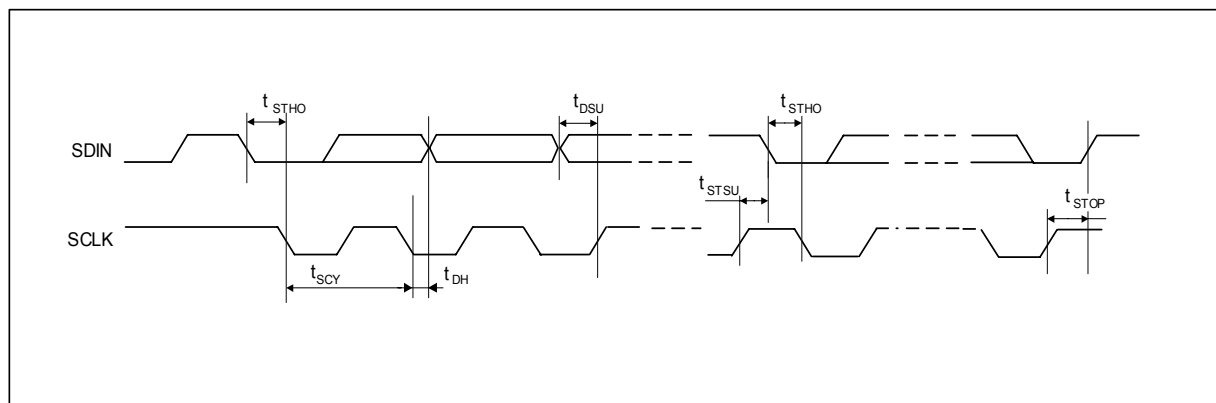 t STHO
t DSU
t STHO
SDIN
t STSU
t STOP
SCLK
t SCY
t DH